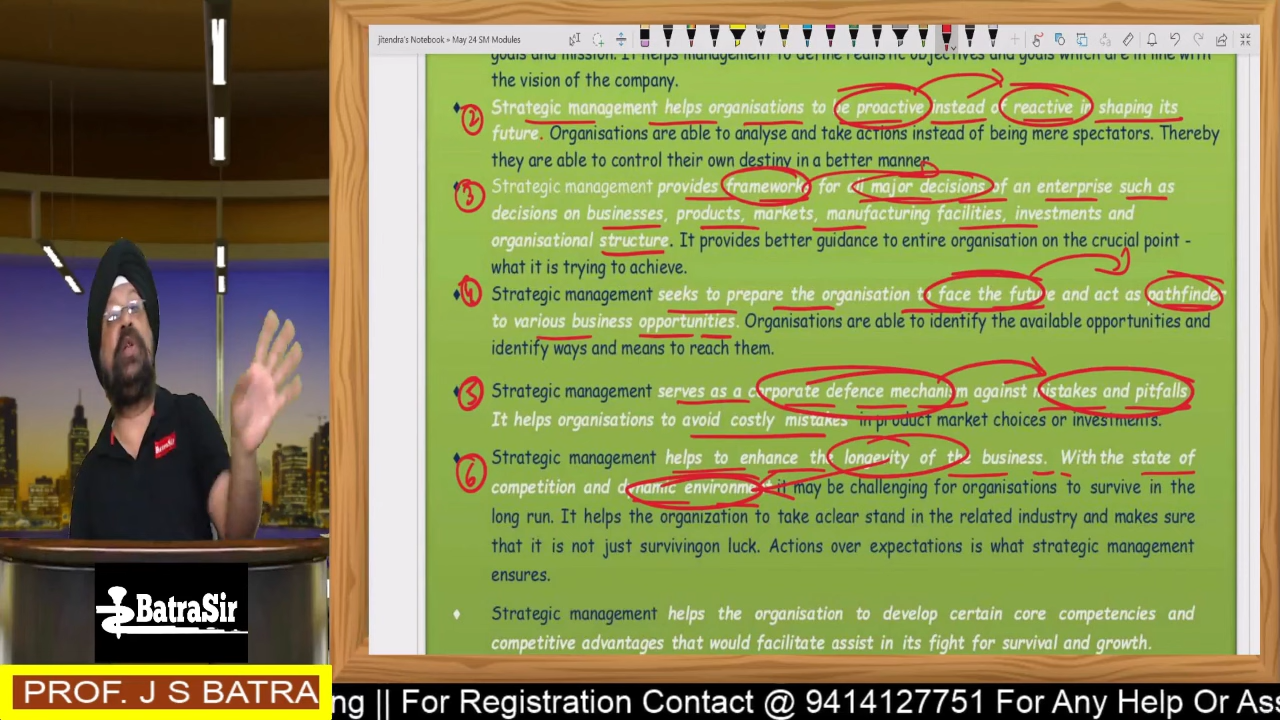 jitendra's Notebook » May 24 SM Modules
goals and mission. It helps management to define realistic objectives and goals which are in line with
the vision of the company.
② Strategic management helps organisations to be proactive instead of reactive in shaping its
future. Organisations are able to analyse and take actions instead of being mere spectators. Thereby
they are able to control their own destiny in a better manner.
③ Strategic management provides framework for all major decisions of an enterprise such as
decisions on businesses, products, markets, manufacturing facilities, investments and
organisational structure. It provides better guidance to entire organisation on the crucial point -
what it is trying to achieve.
④ Strategic management seeks to prepare the organisation to face the future and act as pathfinder
to various business opportunities. Organisations are able to identify the available opportunities and
identify ways and means to reach them.
⑤ Strategic management serves as a corporate defence mechanism against mistakes and pitfalls
It helps organisations to avoid costly mistakes in product market choices or investments.
⑥ Strategic management helps to enhance the longevity of the business. With the state of
competition and dynamic environment it may be challenging for organisations to survive in the
long run. It helps the organization to take aclear stand in the related industry and makes sure
that it is not just survivingon luck. Actions over expectations is what strategic management
ensures.
♦ Strategic management helps the organisation to develop certain core competencies and
competitive advantages that would facilitate assist in its fight for survival and growth.
BatraSir
PROF. J S BATRA
ng || For Registration Contact @ 9414127751 For Any Help Or Ass